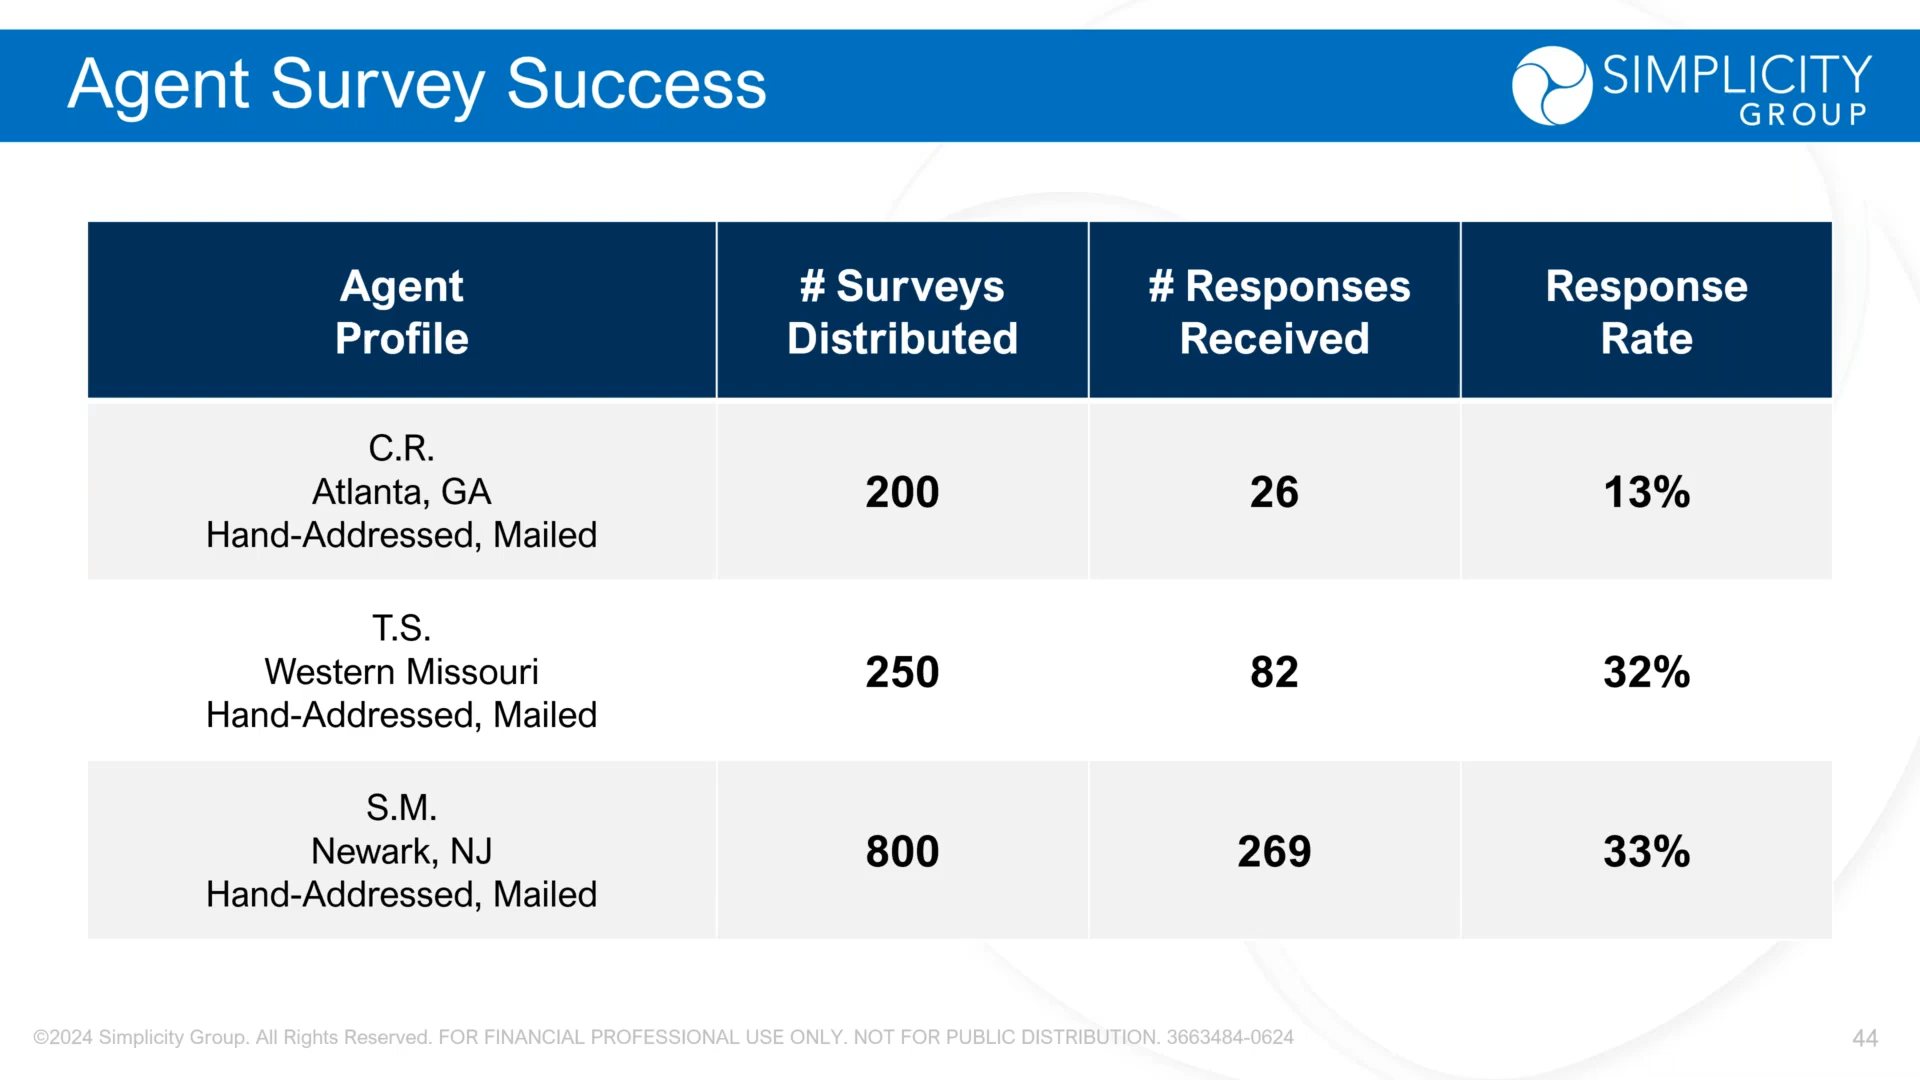 Agent Survey Success
SIMPLICITY
GROUP
Agent
Profile
# Surveys
Distributed
# Responses
Received
Response
Rate
C.R.
Atlanta, GA
Hand-Addressed, Mailed
200
26
13%
T.S.
Western Missouri
Hand-Addressed, Mailed
250
82
32%
S.M.
Newark, NJ
Hand-Addressed, Mailed
800
269
33%
©2024 Simplicity Group. All Rights Reserved. FOR FINANCIAL PROFESSIONAL USE ONLY. NOT FOR PUBLIC DISTRIBUTION. 3663484-0624
44